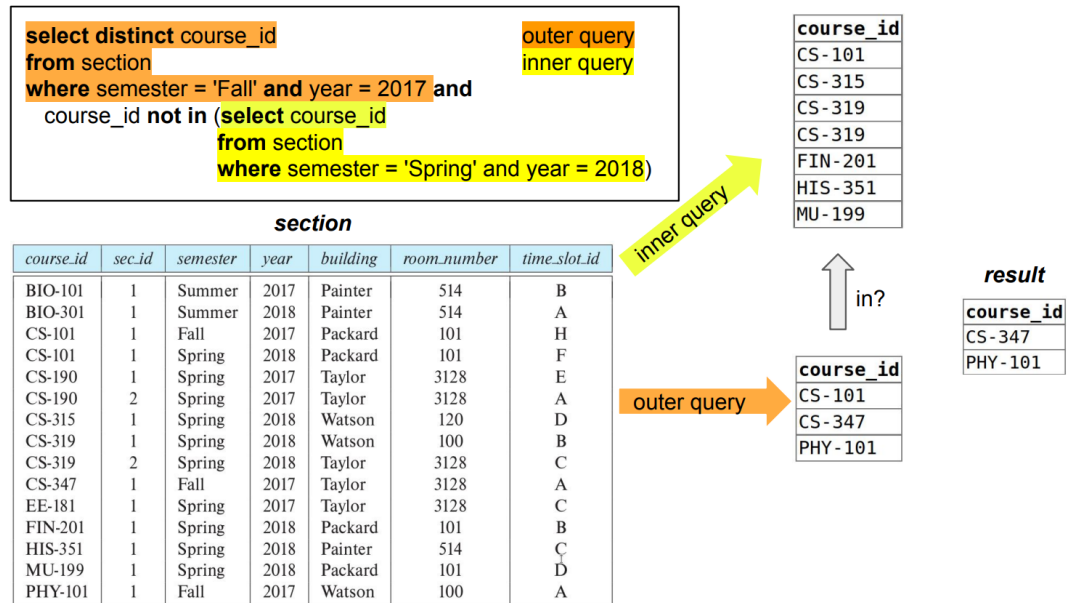 select distinct course_id
from section
where semester = 'Fall' and year = 2017 and
course_id not in (select course_id
from section
where semester = 'Spring' and year = 2018)
outer query
inner query
section
course_id sec_id semester year building room_number time_slot_id
BIO-101 1 Summer 2017 Painter 514 B
BIO-301 1 Summer 2018 Painter 514 A
CS-101 1 Fall 2017 Packard 101 H
CS-101 1 Spring 2018 Packard 101 F
CS-190 1 Spring 2017 Taylor 3128 E
CS-190 2 Spring 2017 Taylor 3128 A
CS-315 1 Spring 2018 Watson 120 D
CS-319 1 Spring 2018 Watson 100 B
CS-319 2 Spring 2018 Taylor 3128 C
CS-347 1 Fall 2017 Taylor 3128 A
EE-181 1 Spring 2017 Taylor 3128 C
FIN-201 1 Spring 2018 Packard 101 B
HIS-351 1 Spring 2018 Painter 514 C
MU-199 1 Spring 2018 Packard 101 D
PHY-101 1 Fall 2017 Watson 100 A
inner query
outer query
course_id
CS-101
CS-315
CS-319
CS-319
FIN-201
HIS-351
MU-199
in?
course_id
CS-101
CS-347
PHY-101
result
course_id
CS-347
PHY-101